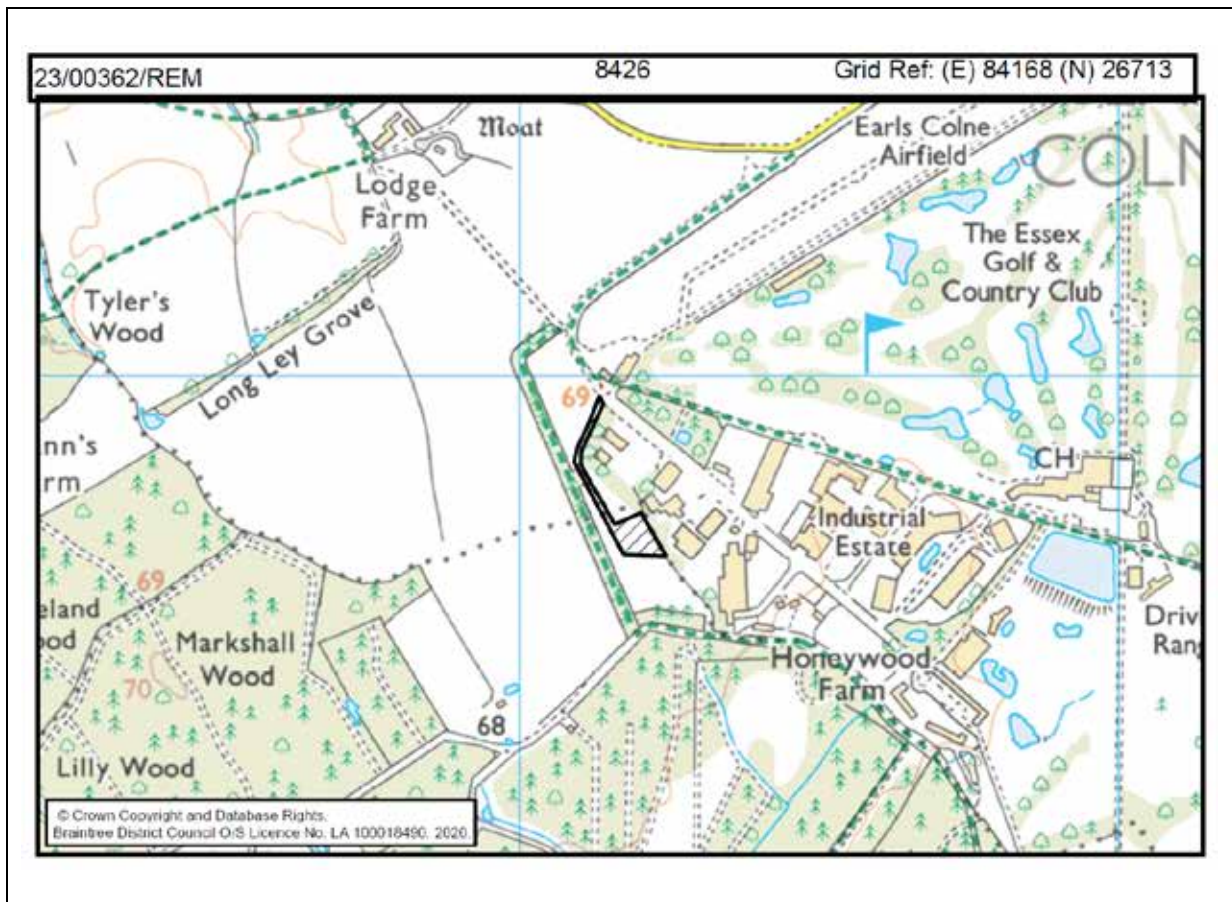 23/00362/REM
8426
Grid Ref: (E) 84168 (N) 26713
Moat
Earls Colne
Airfield
COLN
Lodge
Farm
The Essex
Golf &
Country Club
Tyler's
Wood
Long Ley Grove
69
nn's
rm
CH
Industrial
Estate
69
eland
ood
Markshall
Wood
70
Driv
Ran
Honeywood
Farm
68
Lilly Wood
© Crown Copyright and Database Rights.
Braintree District Council O/S Licence No. LA 100018490. 2020.